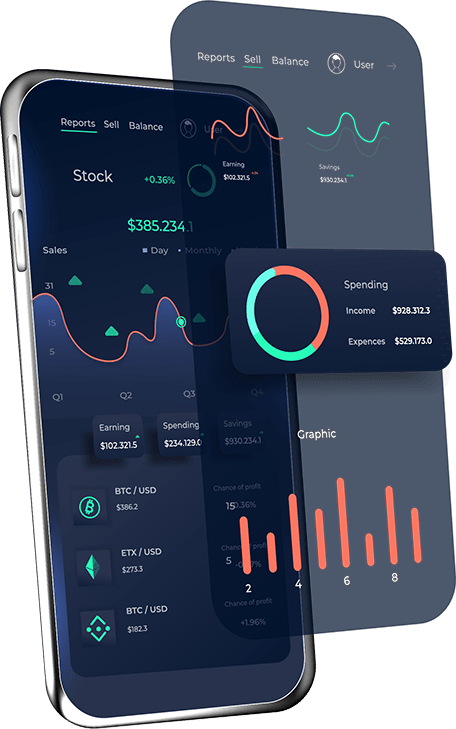 Reports Sell Balance User
Reports Sell Balance User
Stock +0.36%
Earning
$102.321.5
Savings
$930.234.1
$385.234.1
Sales Day Monthly
31
15
5
Q1 Q2 Q3 Q4
Spending
Income $928.312.3
Expences $529.173.0
Earning
$102.321.5
Spending
$234.129.0
Savings
$930.234.1
Graphic
BTC / USD
$386.2
Chance of profit
15
0.36%
ETX / USD
$273.3
Chance of profit
5
BTC / USD
$182.3
Chance of profit
+1.96%
2 4 6 8